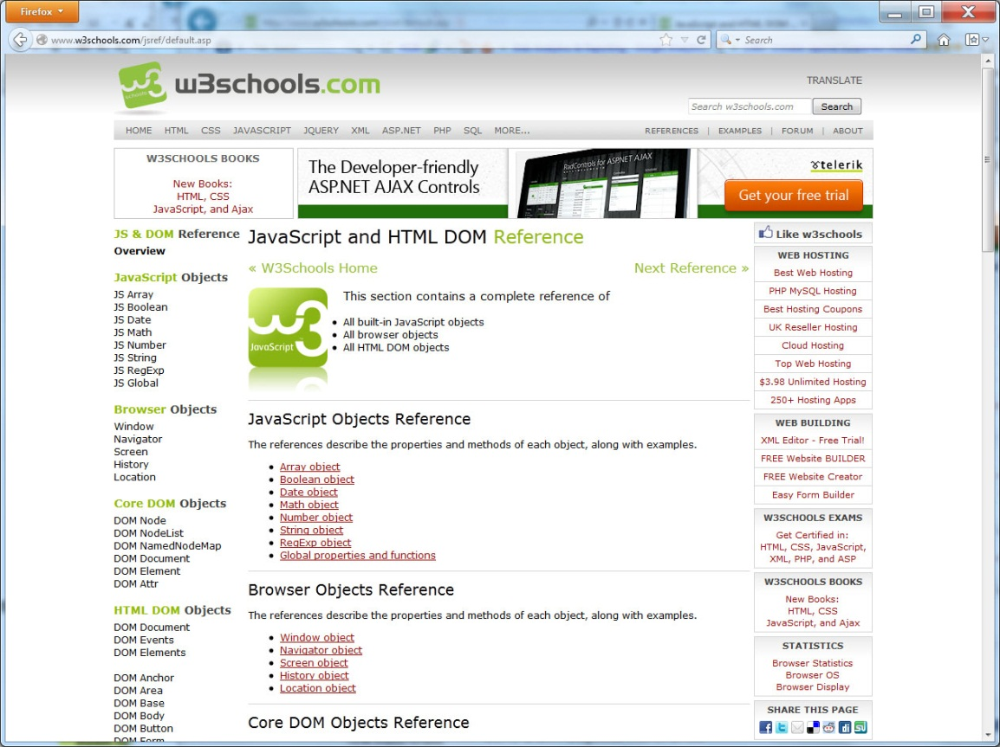 Firefox
www.w3schools.com/jsref/default.asp
Search
w3schools.com
TRANSLATE
Search w3schools.com
Search
HOME HTML CSS JAVASCRIPT JQUERY XML ASP.NET PHP SQL MORE...
REFERENCES | EXAMPLES | FORUM | ABOUT
W3SCHOOLS BOOKS
New Books:
HTML, CSS
JavaScript, and Ajax
The Developer-friendly
ASP.NET AJAX Controls
RadControls for ASP.NET AJAX
telerik
Get your free trial
JS & DOM Reference
Overview
JavaScript Objects
JS Array
JS Boolean
JS Date
JS Math
JS Number
JS String
JS RegExp
JS Global
Browser Objects
Window
Navigator
Screen
History
Location
Core DOM Objects
DOM Node
DOM NodeList
DOM NamedNodeMap
DOM Document
DOM Element
DOM Attr
HTML DOM Objects
DOM Document
DOM Events
DOM Elements
DOM Anchor
DOM Area
DOM Base
DOM Body
DOM Button
DOM Form
JavaScript and HTML DOM Reference
« W3Schools Home
Next Reference »
w3
JavaScript
This section contains a complete reference of
All built-in JavaScript objects
All browser objects
All HTML DOM objects
JavaScript Objects Reference
The references describe the properties and methods of each object, along with examples.
Array object
Boolean object
Date object
Math object
Number object
String object
RegExp object
Global properties and functions
Browser Objects Reference
The references describe the properties and methods of each object, along with examples.
Window object
Navigator object
Screen object
History object
Location object
Core DOM Objects Reference
Like w3schools
WEB HOSTING
Best Web Hosting
PHP MySQL Hosting
Best Hosting Coupons
UK Reseller Hosting
Cloud Hosting
Top Web Hosting
$3.98 Unlimited Hosting
250+ Hosting Apps
WEB BUILDING
XML Editor - Free Trial!
FREE Website BUILDER
FREE Website Creator
Easy Form Builder
W3SCHOOLS EXAMS
Get Certified in:
HTML, CSS, JavaScript,
XML, PHP, and ASP
W3SCHOOLS BOOKS
New Books:
HTML, CSS
JavaScript, and Ajax
STATISTICS
Browser Statistics
Browser OS
Browser Display
SHARE THIS PAGE